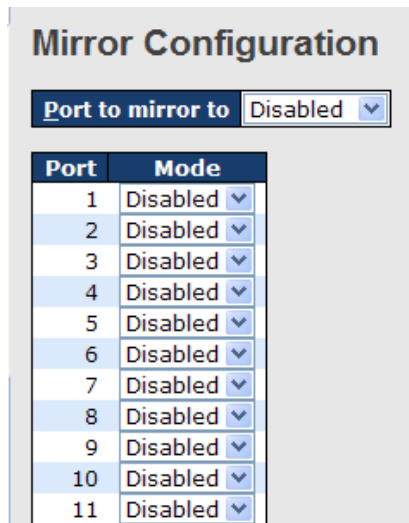 Mirror Configuration
Port to mirror to Disabled
Port Mode
1 Disabled
2 Disabled
3 Disabled
4 Disabled
5 Disabled
6 Disabled
7 Disabled
8 Disabled
9 Disabled
10 Disabled
11 Disabled